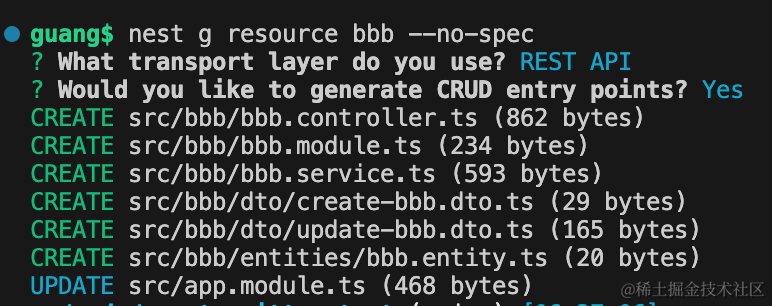 guang$ nest g resource bbb --no-spec
? What transport layer do you use? REST API
? Would you like to generate CRUD entry points? Yes
CREATE src/bbb/bbb.controller.ts (862 bytes)
CREATE src/bbb/bbb.module.ts (234 bytes)
CREATE src/bbb/bbb.service.ts (593 bytes)
CREATE src/bbb/dto/create-bbb.dto.ts (29 bytes)
CREATE src/bbb/dto/update-bbb.dto.ts (165 bytes)
CREATE src/bbb/entities/bbb.entity.ts (20 bytes)
UPDATE src/app.module.ts (468 bytes)
@稀土掘金技术社区